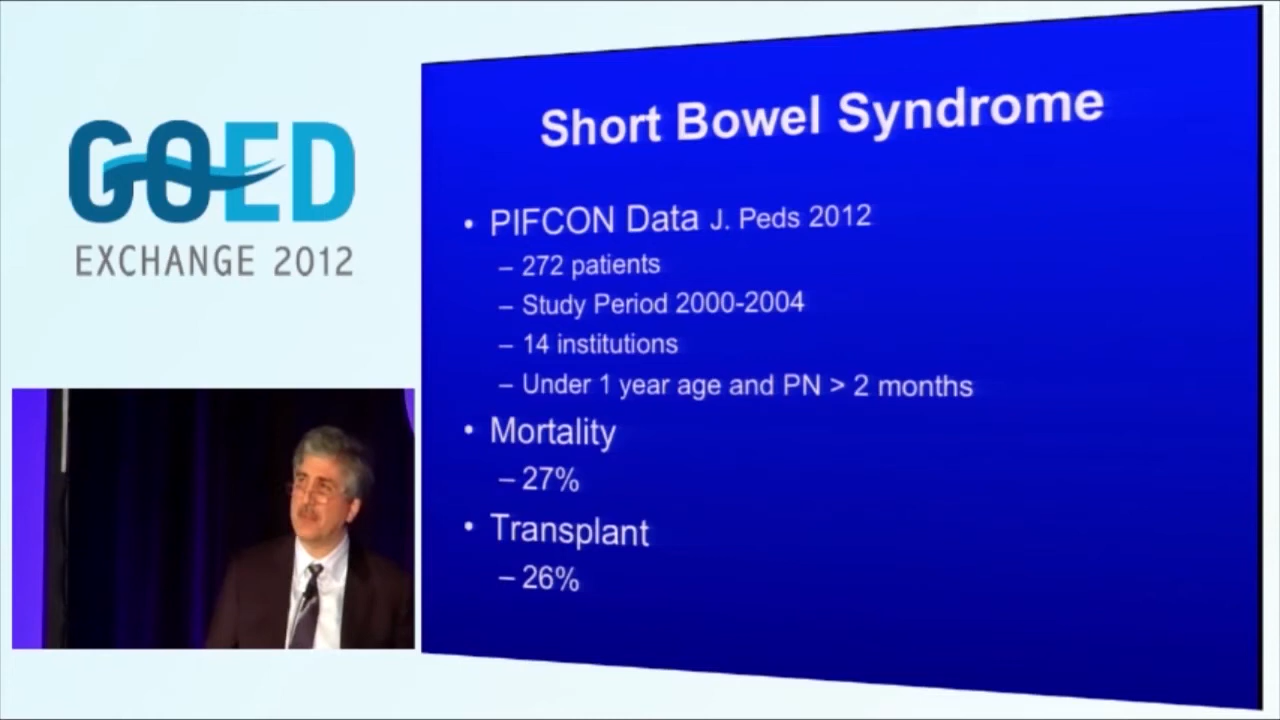 GOED
EXCHANGE 2012
Short Bowel Syndrome
• PIFCON Data J. Peds 2012
– 272 patients
– Study Period 2000-2004
– 14 institutions
– Under 1 year age and PN > 2 months
• Mortality
– 27%
• Transplant
– 26%